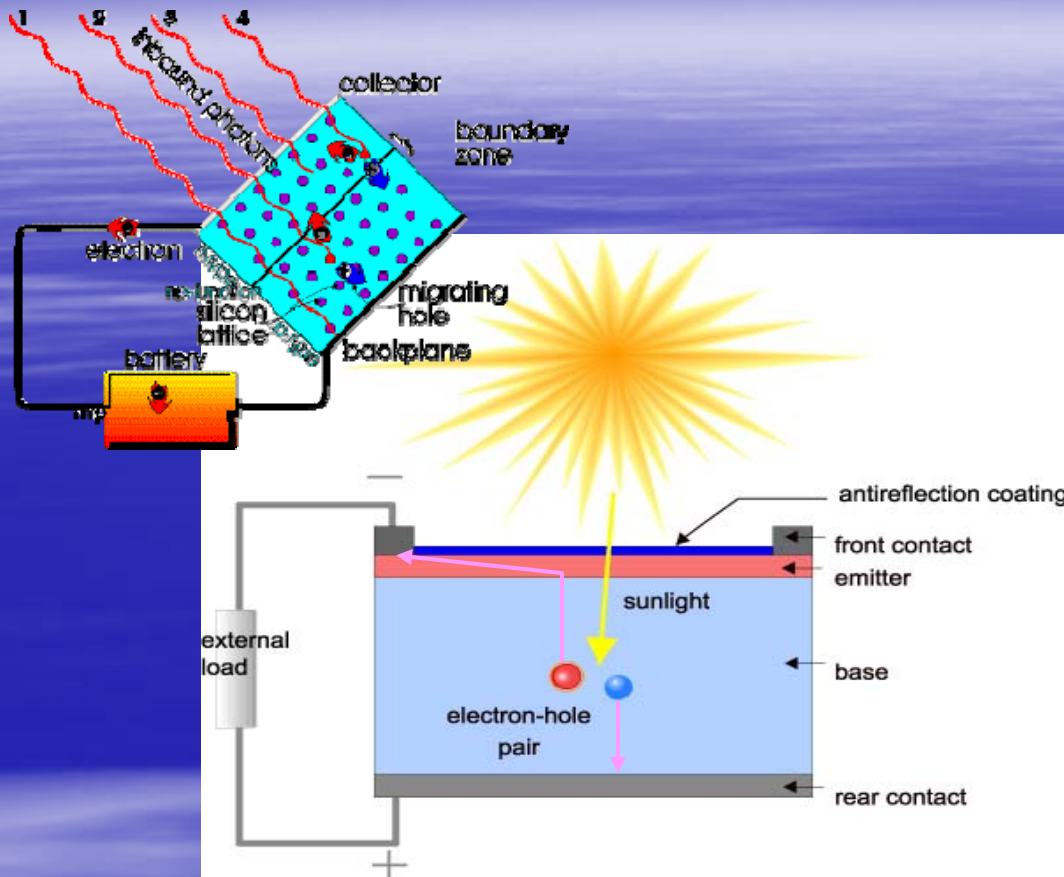 1 2 3 4
inbound photons
collector
boundary
zone
electron
silicon
lattice
migrating
hole
backplane
battery
−
antireflection coating
front contact
emitter
sunlight
external
load
base
electron-hole
pair
rear contact
+